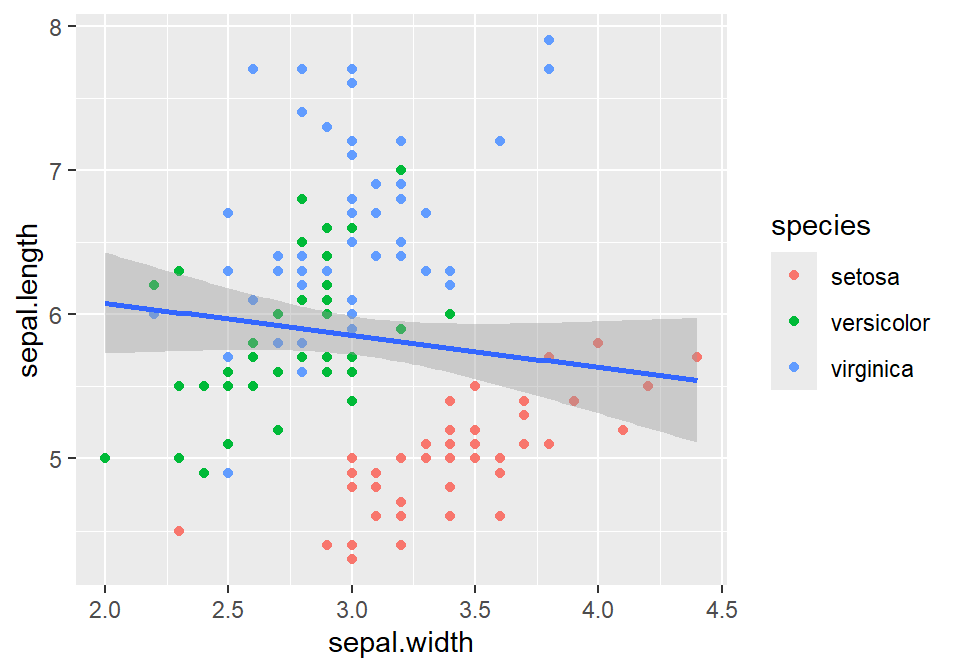 8
7
6
5
sepal.length
2.0 2.5 3.0 3.5 4.0 4.5
sepal.width
species
setosa
versicolor
virginica